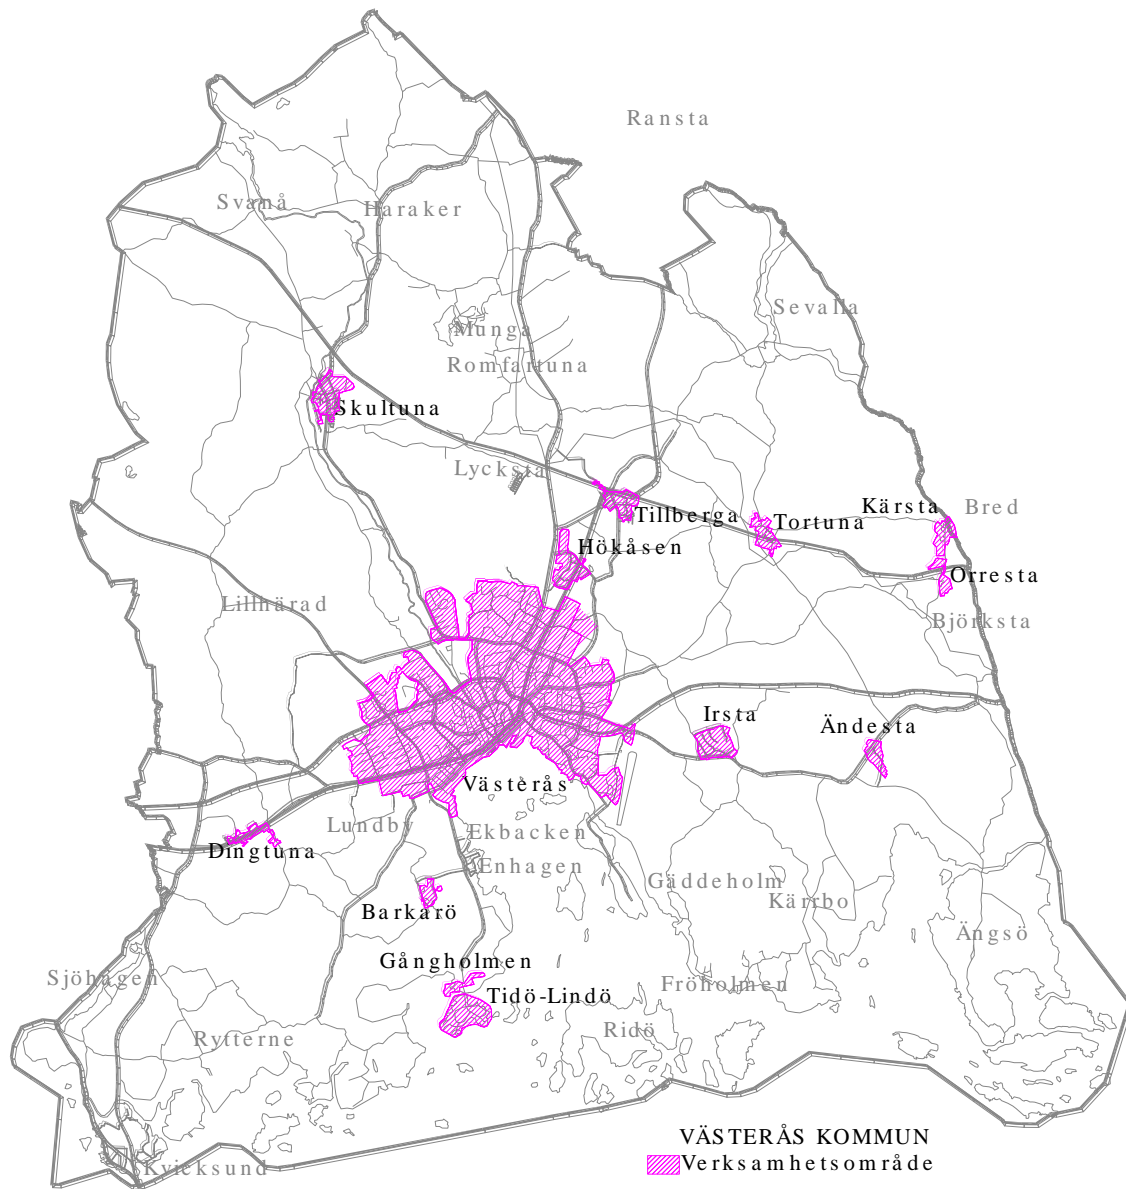 Ransta
Svanå
Haraker
Sevalla
Munga
Romfartuna
Skultuna
Lycksta
Kärsta
Bred
Tillberga
Tortuna
Hökåsen
Orresta
Lillhärad
Björksta
Irsta
Ändesta
Västerås
Lundby
Ekbacken
Dingtuna
Enhagen
Gäddeholm
Kärrbo
Barkarö
Ängsö
Gångholmen
Sjöhagen
Fröholmen
Tidö-Lindö
Ridö
Rytterne
VÄSTERÅS KOMMUN
Verksamhetsområde
Kvicksund